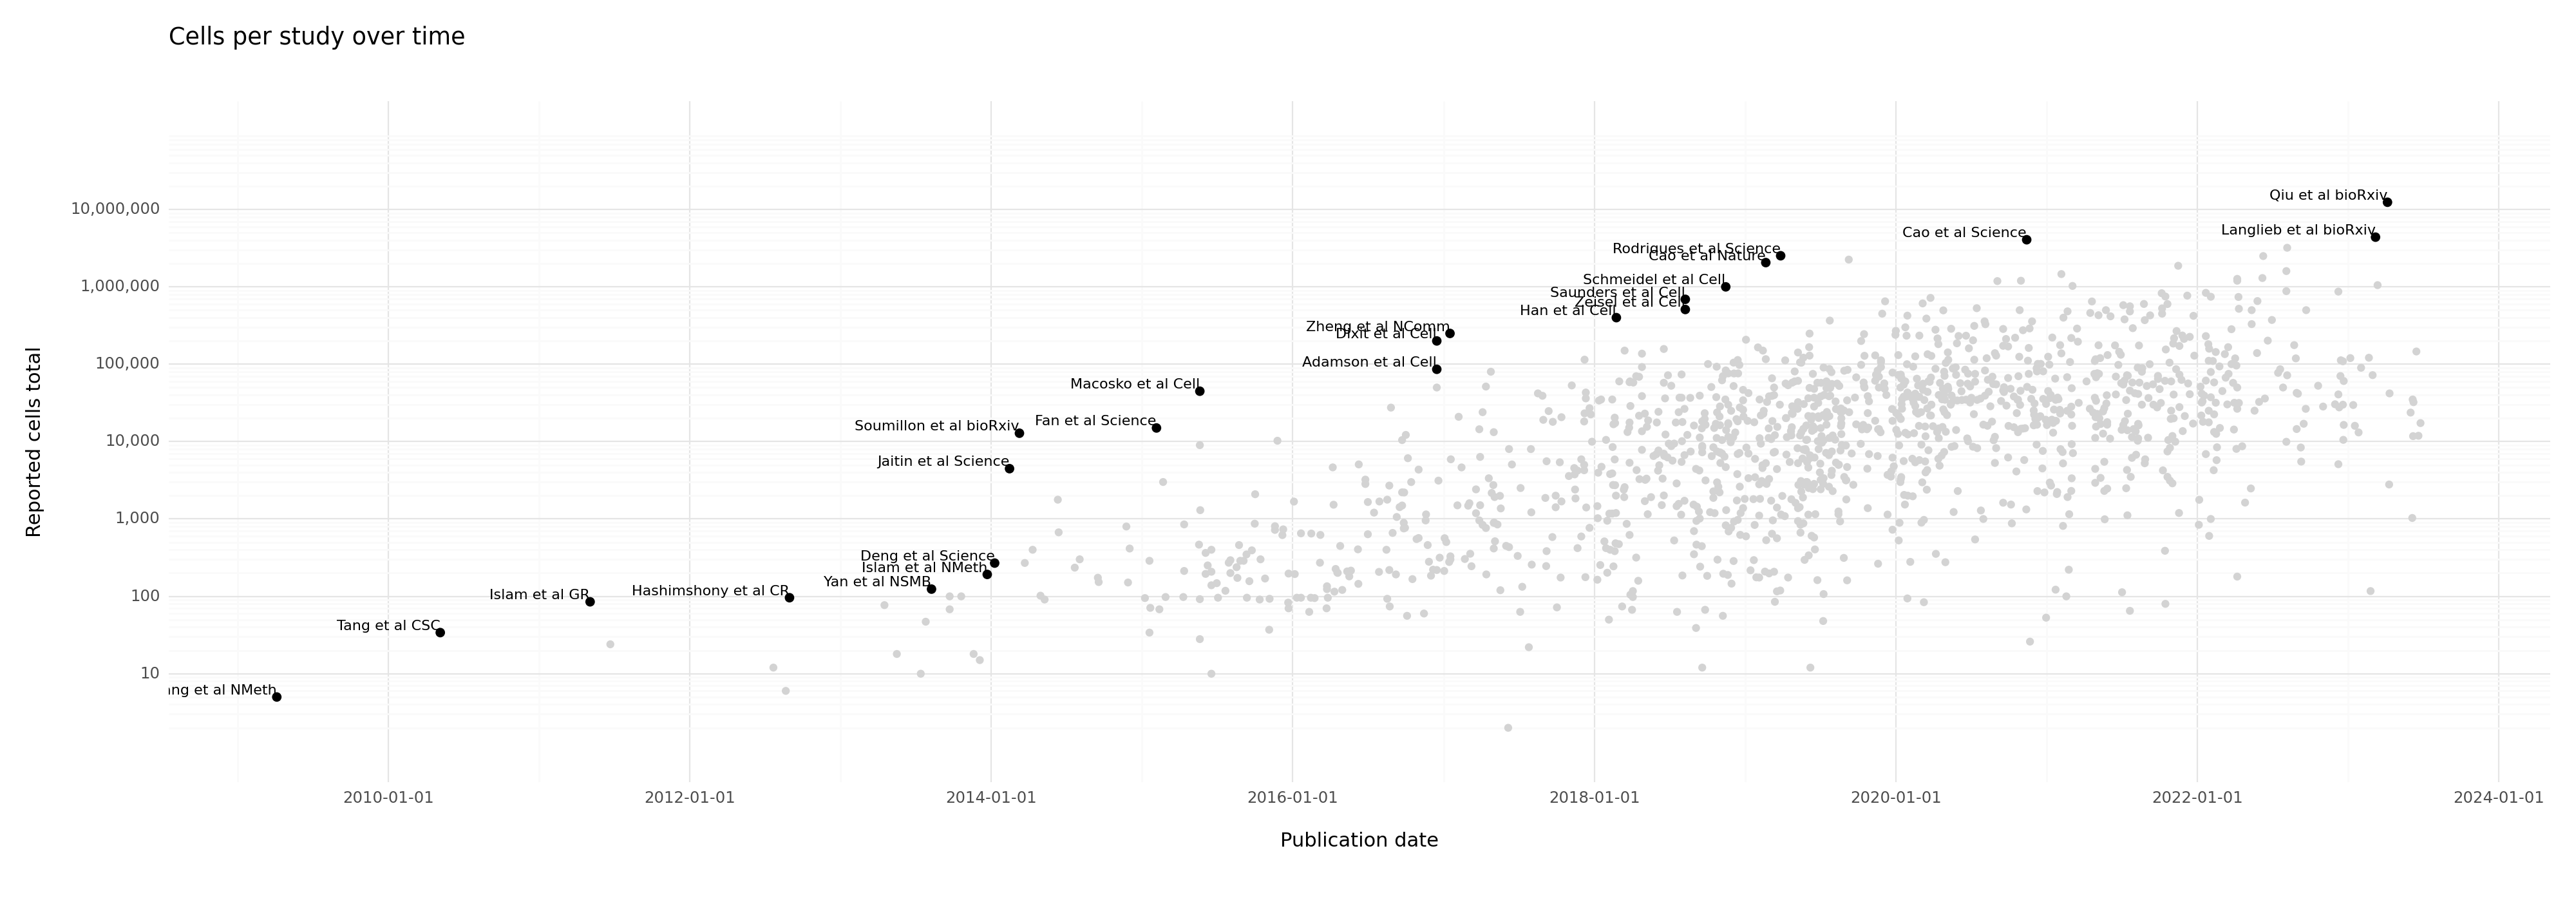 Cells per study over time
Reported cells total
10,000,000
1,000,000
100,000
10,000
1,000
100
10
Qiu et al bioRxiv
Langlieb et al bioRxiv
Cao et al Science
Rodriques et al Science
Cao et al Nature
Schmeidel et al Cell
Saunders et al Cell
Zeisel et al Cell
Han et al Cell
Zheng et al NComm
Dixit et al Cell
Adamson et al Cell
Macosko et al Cell
Fan et al Science
Soumillon et al bioRxiv
Jaitin et al Science
Deng et al Science
Islam et al NMeth
Yan et al NSMB
Hashimshony et al CR
Islam et al GR
Tang et al CSC
ng et al NMeth
2010-01-01
2012-01-01
2014-01-01
2016-01-01
2018-01-01
2020-01-01
2022-01-01
2024-01-01
Publication date